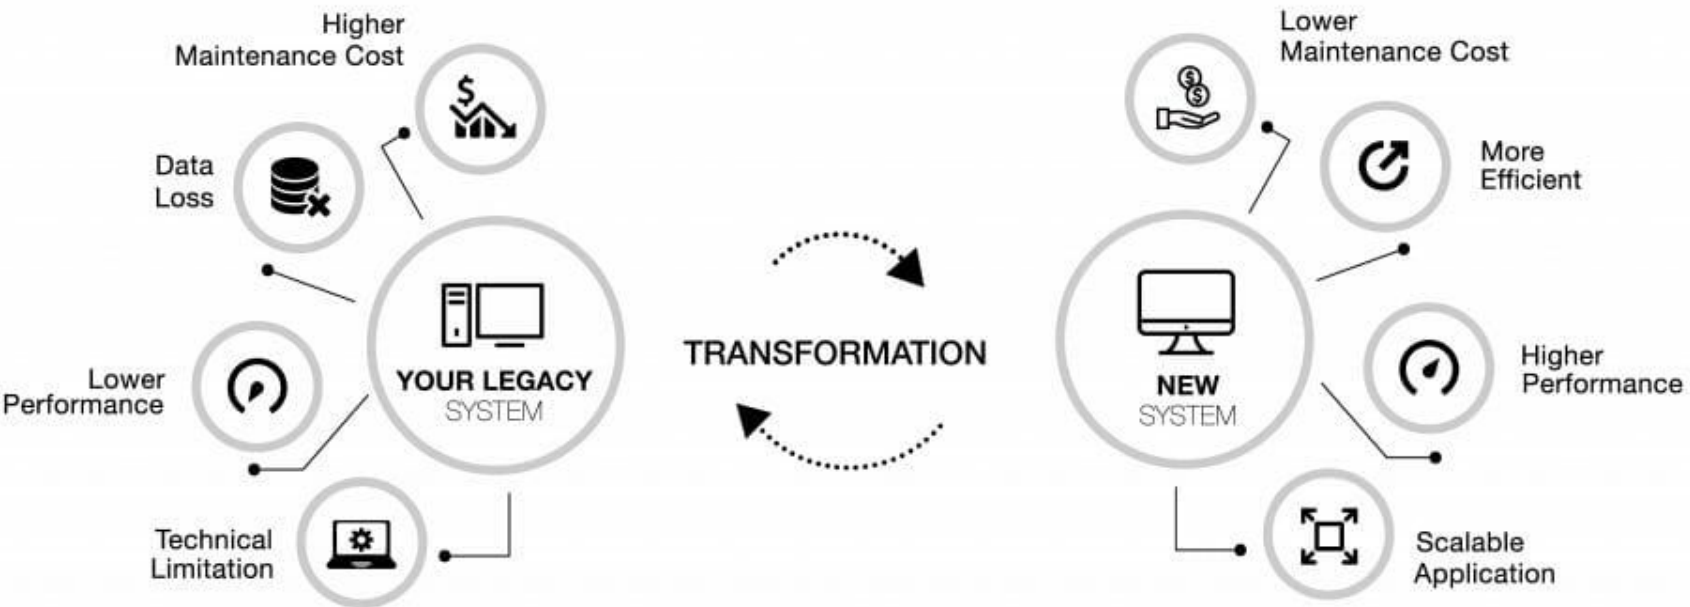 Higher
Maintenance Cost
Data
Loss
Lower
Performance
Technical
Limitation
YOUR LEGACY
SYSTEM
TRANSFORMATION
NEW
SYSTEM
Lower
Maintenance Cost
More
Efficient
Higher
Performance
Scalable
Application